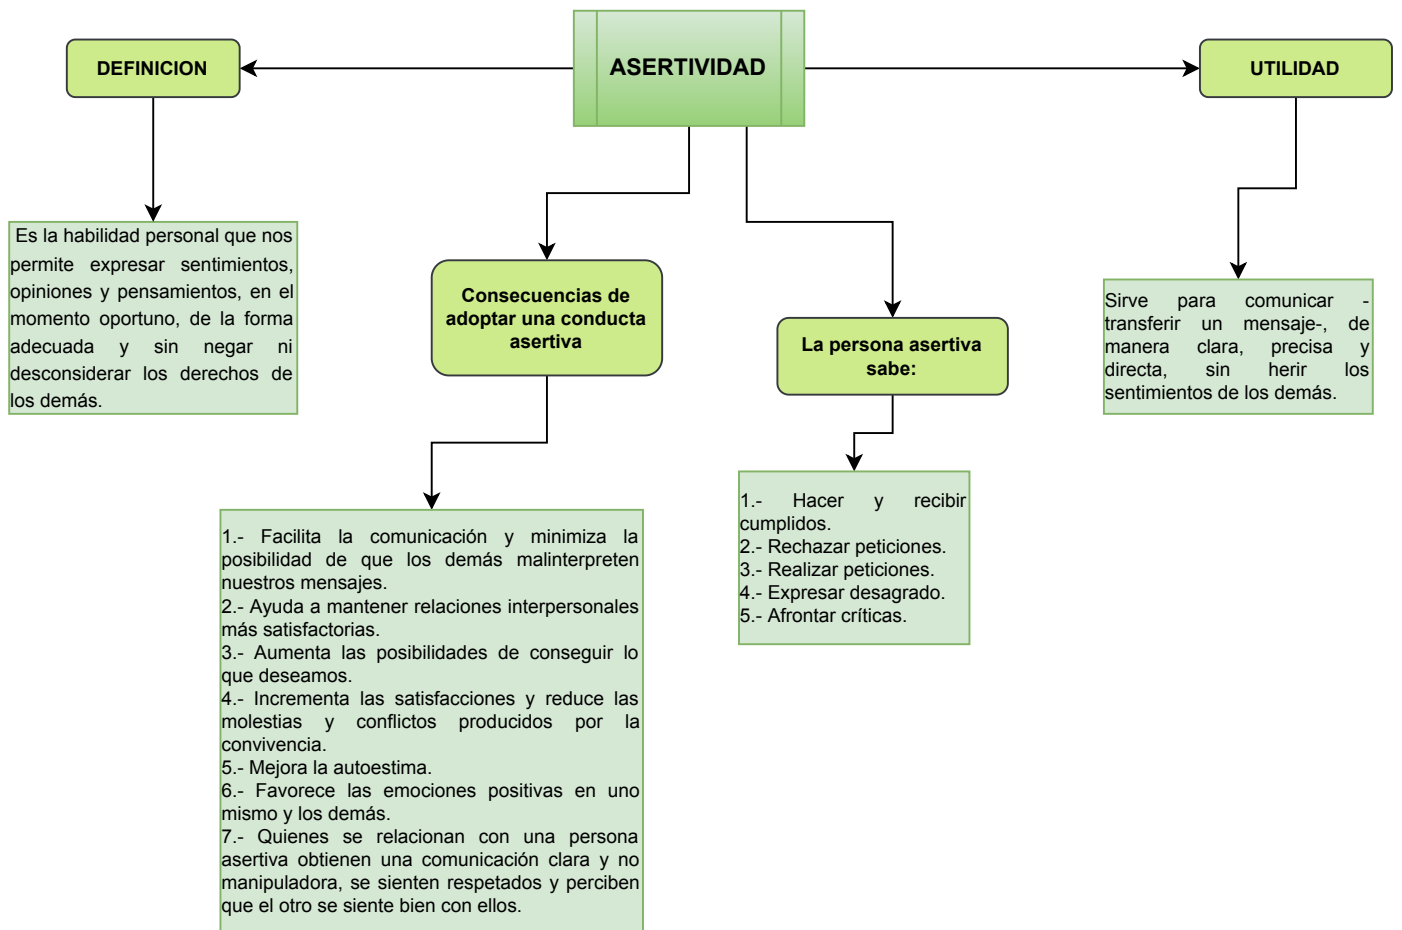 ASERTIVIDAD
DEFINICION
UTILIDAD
Es la habilidad personal que nos
permite expresar sentimientos,
opiniones y pensamientos, en el
momento oportuno, de la forma
adecuada y sin negar ni
desconsiderar los derechos de
los demás.
Consecuencias de
adoptar una conducta
asertiva
La persona asertiva
sabe:
Sirve para comunicar -
transferir un mensaje-, de
manera clara, precisa y
directa, sin herir los
sentimientos de los demás.
1.- Facilita la comunicación y minimiza la
posibilidad de que los demás malinterpreten
nuestros mensajes.
2.- Ayuda a mantener relaciones interpersonales
más satisfactorias.
3.- Aumenta las posibilidades de conseguir lo
que deseamos.
4.- Incrementa las satisfacciones y reduce las
molestias y conflictos producidos por la
convivencia.
5.- Mejora la autoestima.
6.- Favorece las emociones positivas en uno
mismo y los demás.
7.- Quienes se relacionan con una persona
asertiva obtienen una comunicación clara y no
manipuladora, se sienten respetados y perciben
que el otro se siente bien con ellos.
1.- Hacer y recibir
cumplidos.
2.- Rechazar peticiones.
3.- Realizar peticiones.
4.- Expresar desagrado.
5.- Afrontar críticas.